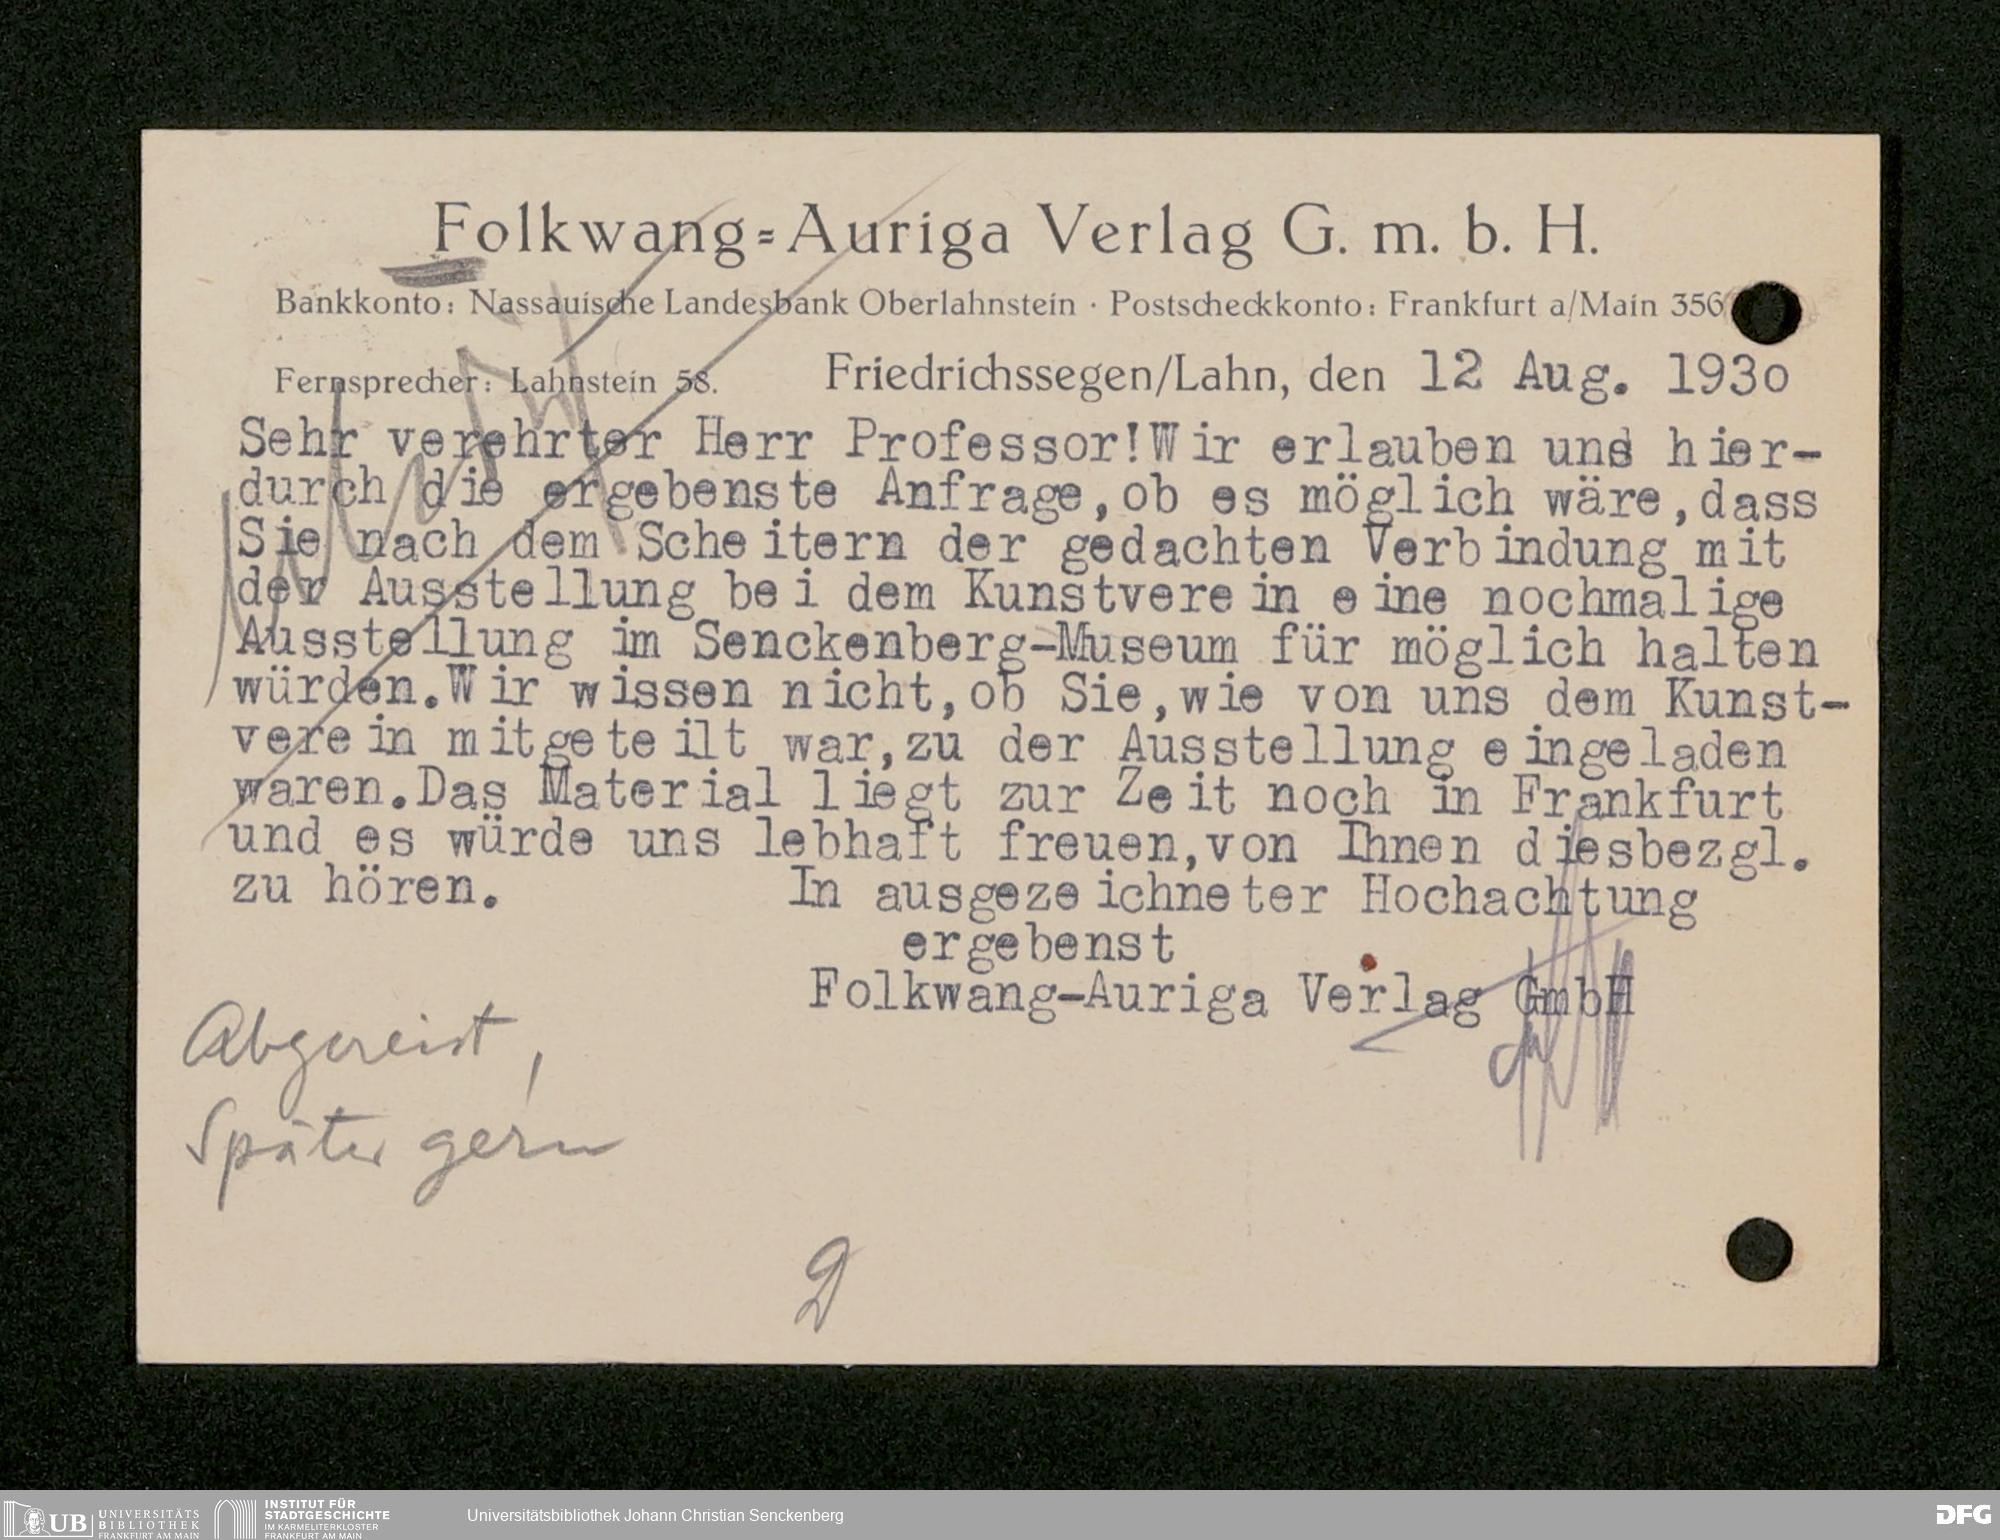 Folkwang=Auriga Verlag G. m. b. H.
Bankkonto: Nassauische Landesbank Oberlahnstein · Postscheckkonto: Frankfurt a/Main 356
Fernsprecher: Lahnstein 58. Friedrichssegen/Lahn, den 12 Aug. 1930
Sehr verehrter Herr Professor!Wir erlauben uns hier-
durch die ergebenste Anfrage,ob es möglich wäre,dass
Sie nach dem Scheitern der gedachten Verbindung mit
der Ausstellung bei dem Kunstverein eine nochmalige
Ausstellung im Senckenberg-Museum für möglich halten
würden.Wir wissen nicht,ob Sie,wie von uns dem Kunst-
verein mitgeteilt war,zu der Ausstellung eingeladen
waren.Das Material liegt zur Zeit noch in Frankfurt
und es würde uns lebhaft freuen,von Ihnen diesbezgl.
zu hören. In ausgezeichneter Hochachtung
ergebenst
Folkwang-Auriga Verlag GmbH
Abgereist,
Später gern
D
UB UNIVERSITÄTS
BIBLIOTHEK
FRANKFURT AM MAIN
INSTITUT FÜR
STADTGESCHICHTE
IM KARMELITERKLOSTER
FRANKFURT AM MAIN
Universitätsbibliothek Johann Christian Senckenberg
DFG